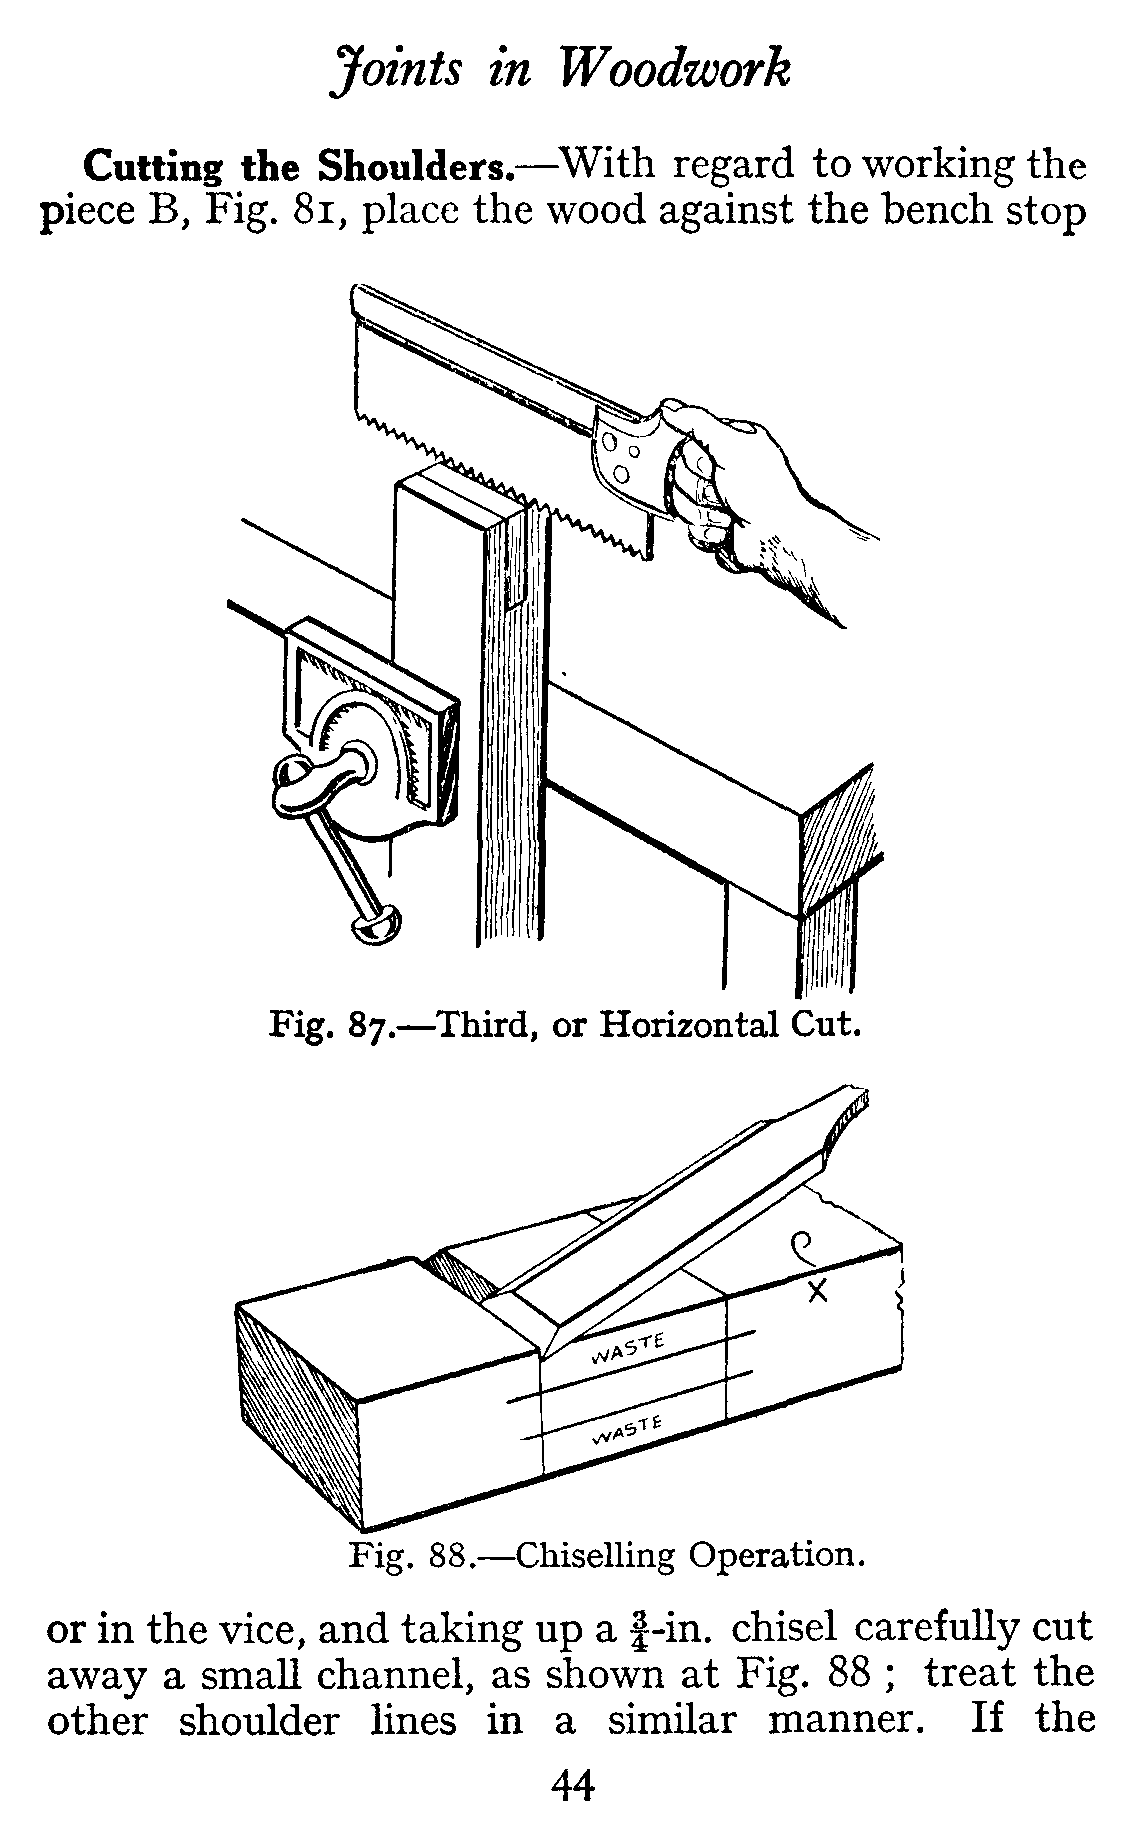 Joints in Woodwork
Cutting the Shoulders.—With regard to working the
piece B, Fig. 81, place the wood against the bench stop
Fig. 87.—Third, or Horizontal Cut.
X
WASTE
WASTE
Fig. 88.—Chiselling Operation.
or in the vice, and taking up a ¾-in. chisel carefully cut
away a small channel, as shown at Fig. 88 ; treat the
other shoulder lines in a similar manner. If the
44